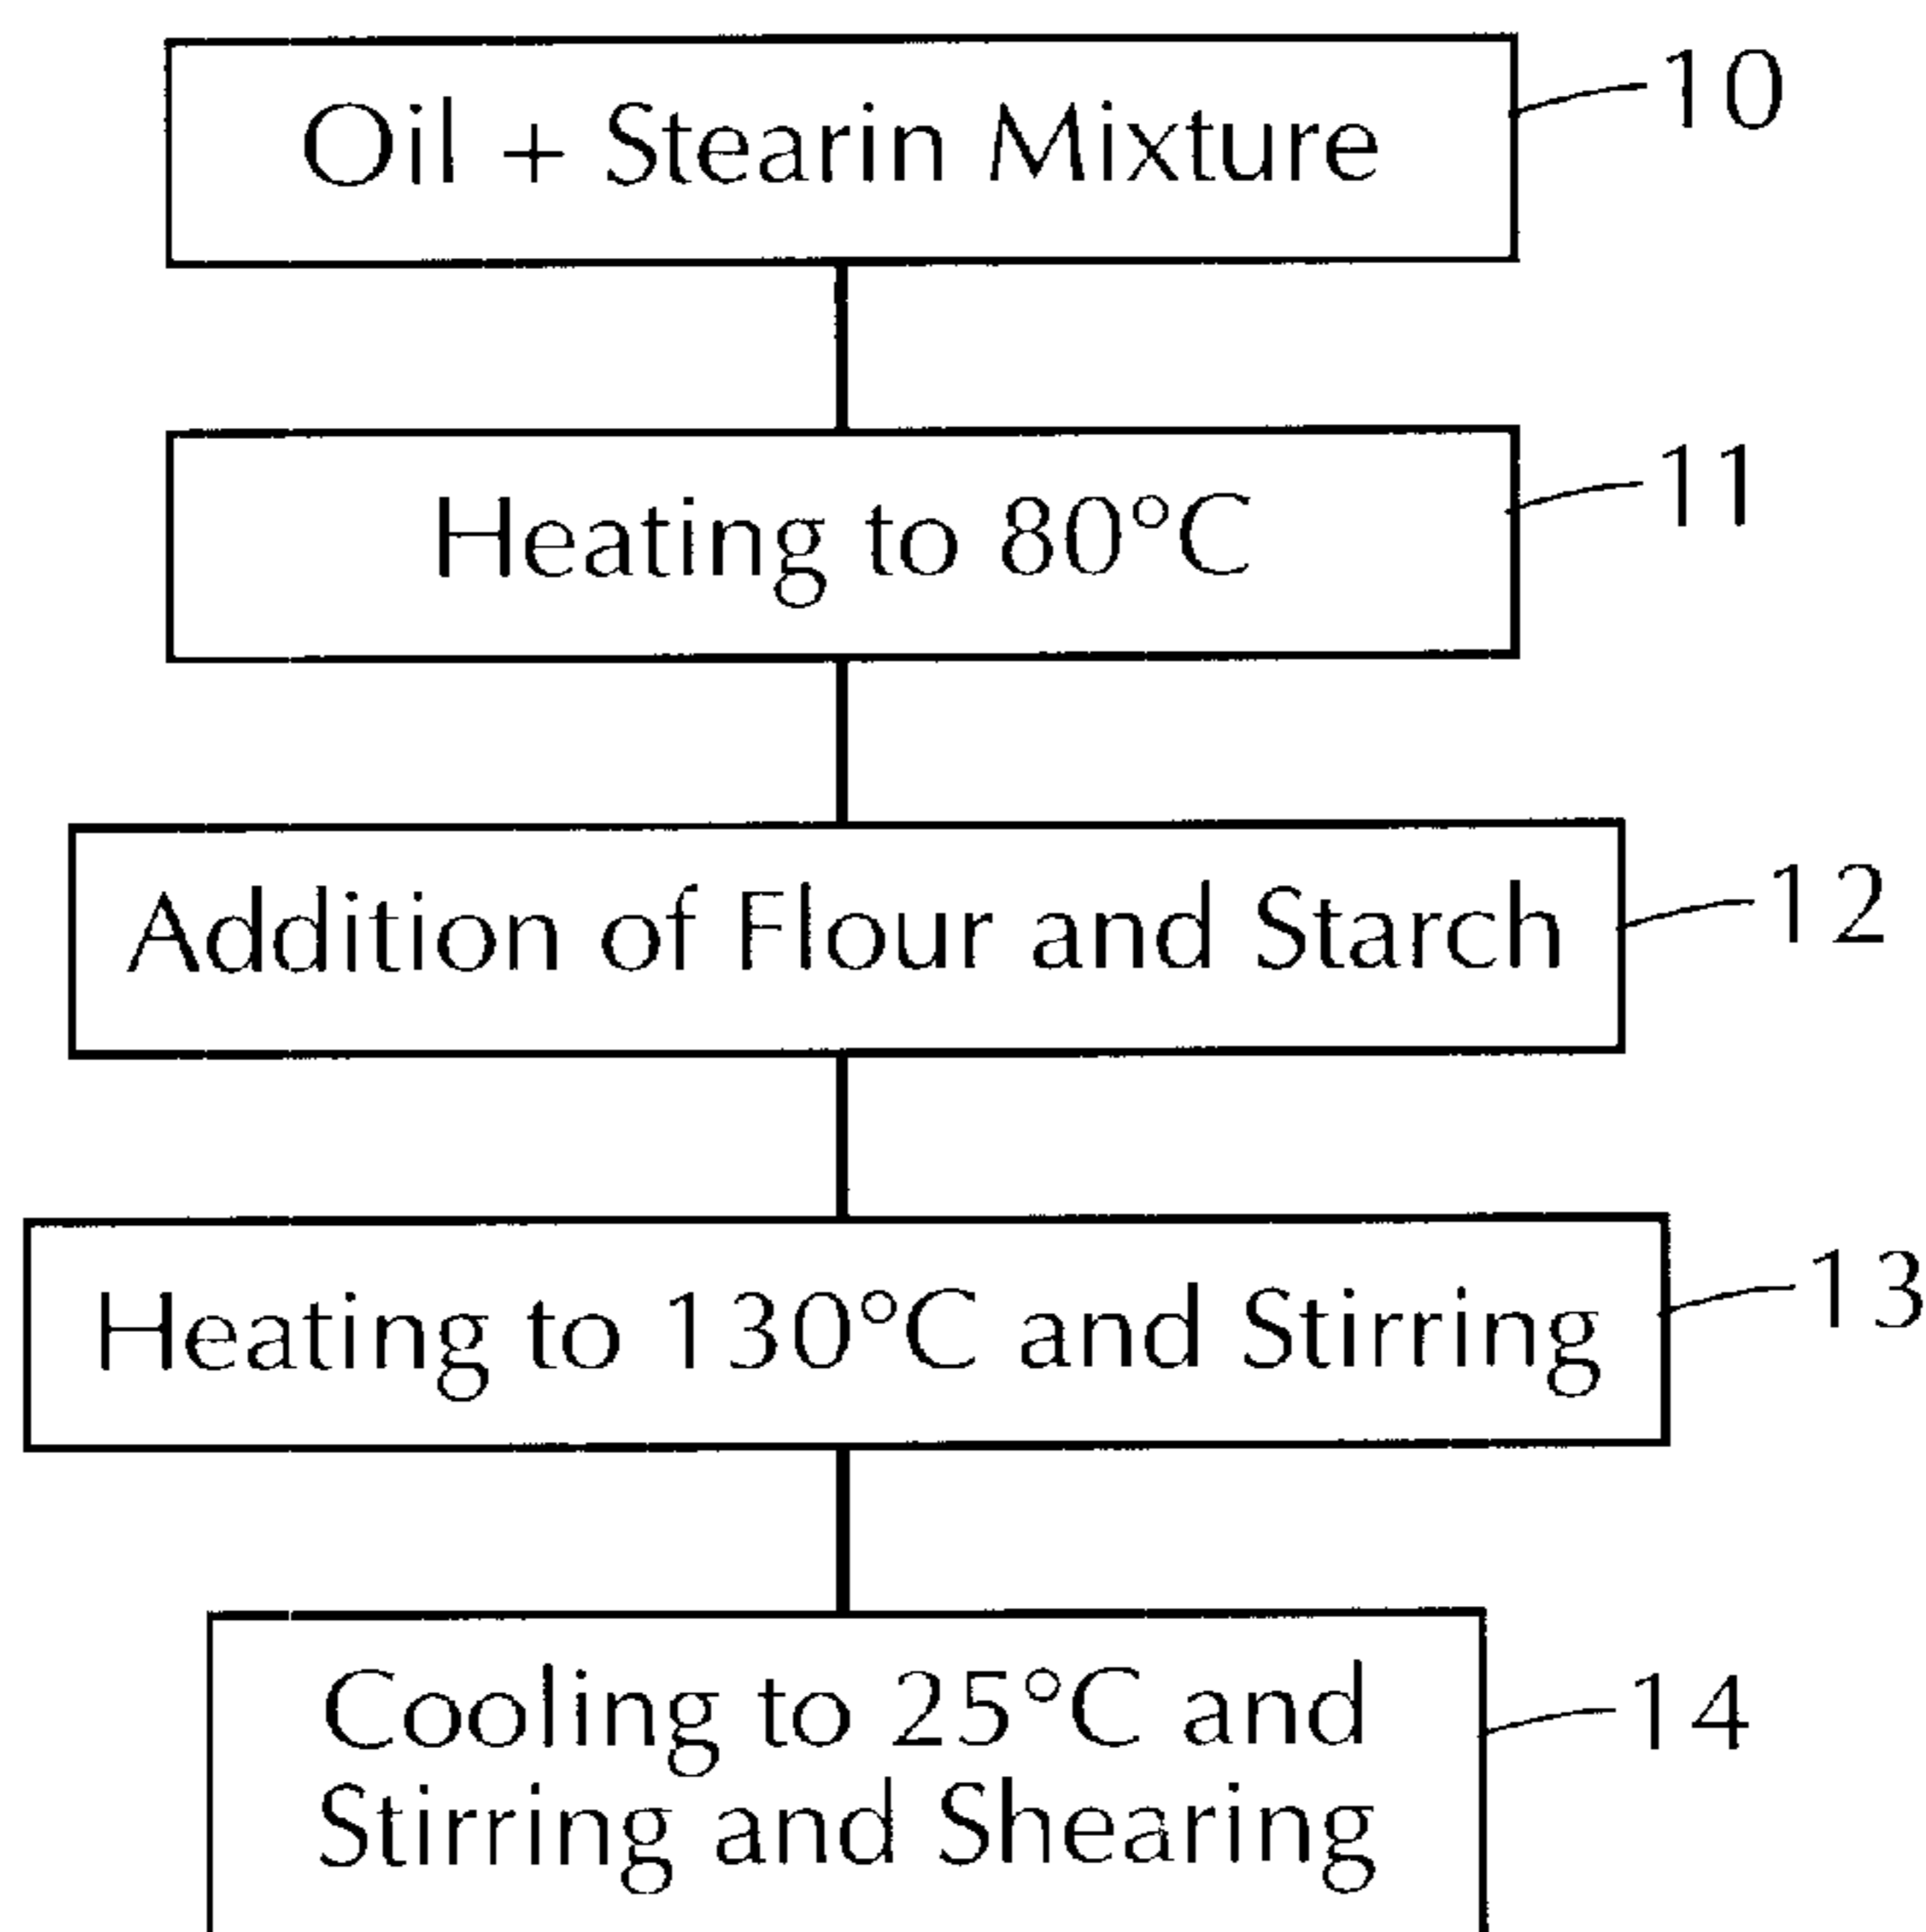 Oil + Stearin Mixture
10
Heating to 80°C
11
Addition of Flour and Starch
12
Heating to 130°C and Stirring
13
Cooling to 25°C and
Stirring and Shearing
14